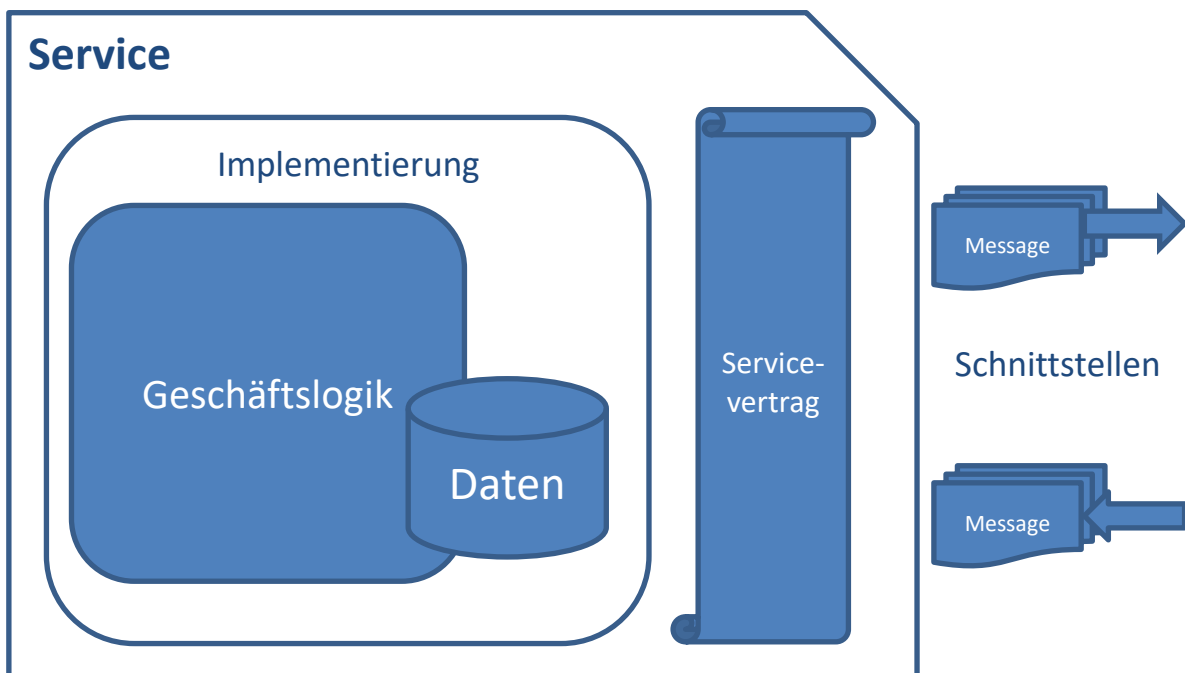 Service
Implementierung
Geschäftslogik
Daten
Service-
vertrag
Message
Schnittstellen
Message